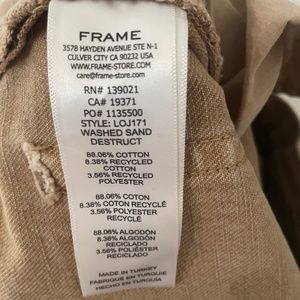 FRAME
3578 HAYDEN AVENUE STE N-1
CULVER CITY CA 90232 USA
WWW.FRAME-STORE.COM
care@frame-store.com
RN# 139021
CA# 19371
PO# 1135500
STYLE: LOJ171
WASHED SAND
DESTRUCT
88.06% COTTON
8.38% RECYCLED COTTON
3.56% RECYCLED
POLYESTER
88.06% COTON
8.38% COTON RECYCLÉ
3.56% POLYESTER
RECYCLÉ
88.06% ALGODÓN
8.38% ALGODÓN
RECICLADO
3.56% POLIÉSTER
RECICLADO
MADE IN TURKEY
FABRIQUÉ EN TURQUIE
HECHO EN TURQUÍA